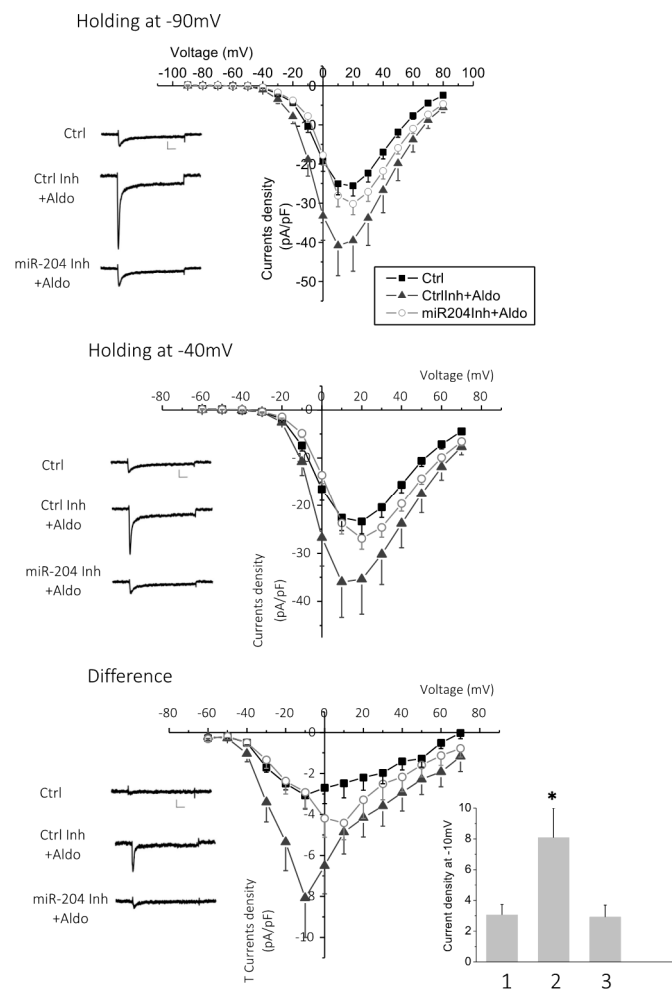 Holding at -90mV
Voltage (mV)
-100 -80 -60 -40 -20 0 20 40 60 80 100
0
-10
-20
-30
-40
-50
Currents density
(pA/pF)
Ctrl
Ctrl Inh
+Aldo
miR-204 Inh
+Aldo
Ctrl
CtrlInh+Aldo
miR204Inh+Aldo
Holding at -40mV
Voltage (mV)
-80 -60 -40 -20 0 20 40 60 80
0
-10
-20
-30
-40
Currents density
(pA/pF)
Ctrl
Ctrl Inh
+Aldo
miR-204 Inh
+Aldo
Difference
Voltage (mV)
-80 -60 -40 -20 0 20 40 60 80
0
-2
-4
-6
-8
-10
T Currents density
(pA/pF)
Ctrl
Ctrl Inh
+Aldo
miR-204 Inh
+Aldo
Current density at -10mV
12
10
8
6
4
2
0
*
1 2 3